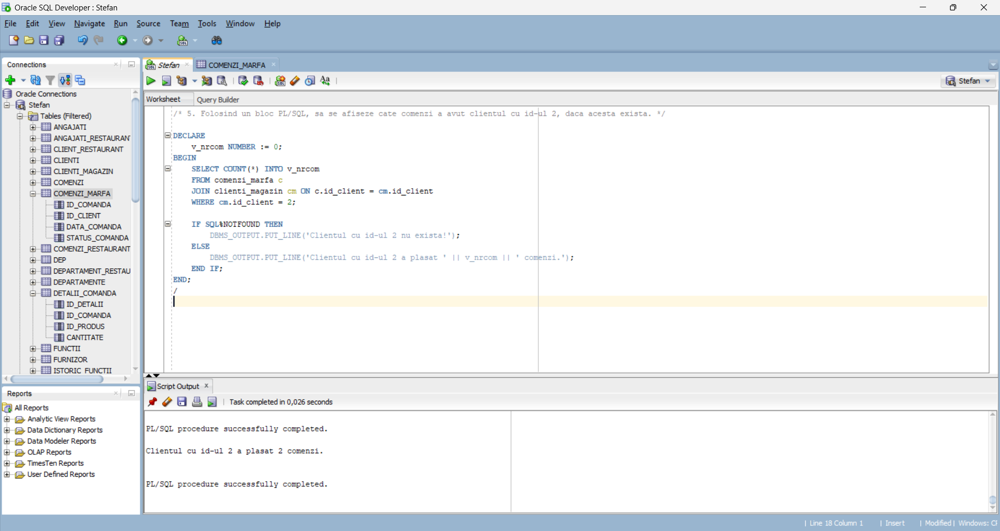 Oracle SQL Developer : Stefan
File Edit View Navigate Run Source Team Tools Window Help
Connections
Oracle Connections
Stefan
Tables (Filtered)
ANGAJATI
ANGAJATI_RESTAURAN
CLIENT_RESTAURANT
CLIENTI
CLIENTI_MAGAZIN
COMENZI
COMENZI_MARFA
ID_COMANDA
ID_CLIENT
DATA_COMANDA
STATUS_COMANDA
COMENZI_RESTAURANT
DEP
DEPARTAMENT_RESTAU
DEPARTAMENTE
DETALII_COMANDA
ID_DETALII
ID_COMANDA
ID_PRODUS
CANTITATE
FUNCTII
FURNIZOR
ISTORIC_FUNCTII
Reports
All Reports
Analytic View Reports
Data Dictionary Reports
Data Modeler Reports
OLAP Reports
TimesTen Reports
User Defined Reports
Stefan COMENZI_MARFA
Stefan
Worksheet Query Builder
/* 5. Folosind un bloc PL/SQL, sa se afiseze cate comenzi a avut clientul cu id-ul 2, daca acesta exista. */
DECLARE
v_nrcom NUMBER := 0;
BEGIN
SELECT COUNT(*) INTO v_nrcom
FROM comenzi_marfa c
JOIN clienti_magazin cm ON c.id_client = cm.id_client
WHERE cm.id_client = 2;
IF SQL%NOTFOUND THEN
DBMS_OUTPUT.PUT_LINE('Clientul cu id-ul 2 nu exista!');
ELSE
DBMS_OUTPUT.PUT_LINE('Clientul cu id-ul 2 a plasat ' || v_nrcom || ' comenzi.');
END IF;
END;
/
Script Output
Task completed in 0,026 seconds
PL/SQL procedure successfully completed.
Clientul cu id-ul 2 a plasat 2 comenzi.
PL/SQL procedure successfully completed.
| Line 18 Column 1 | Insert | Modified | Windows: CF